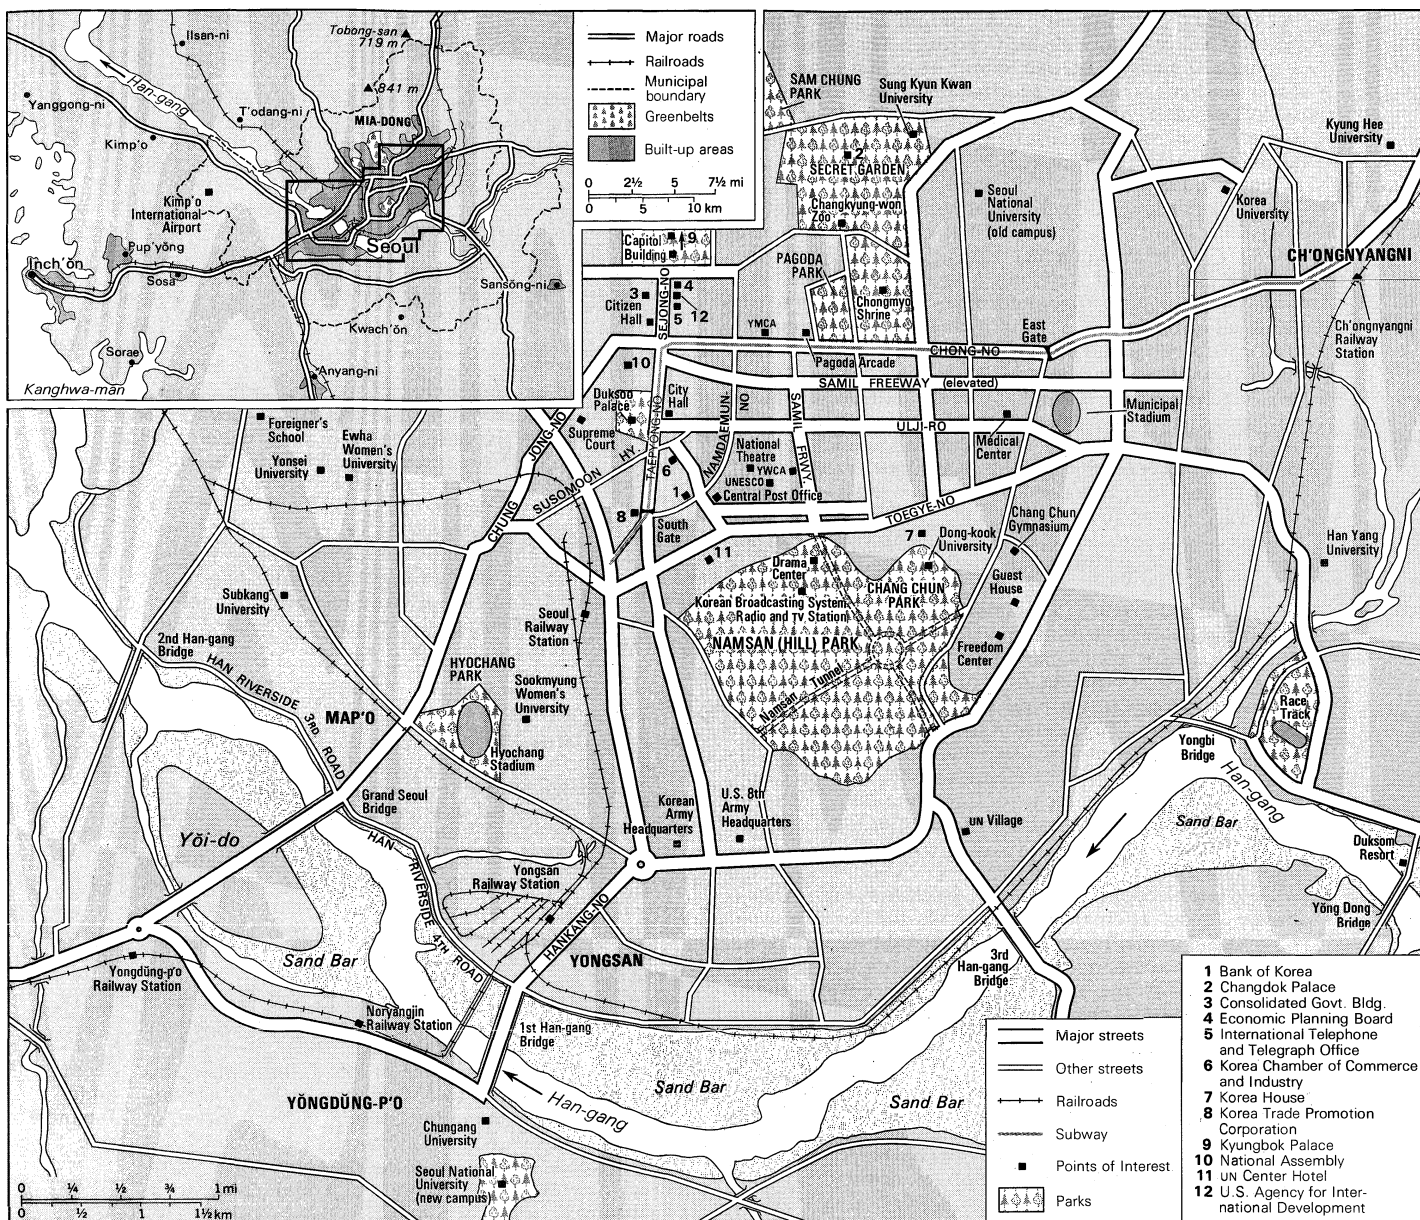 Ilsan-ni
Tobong-san
719 m
Han-gang
841 m
Yanggong-ni
T'odang-ni
MIA-DONG
Kimp'o
Kimp'o
International
Airport
Pup'yŏng
Seoul
Inch'ŏn
Sosa
Sansŏng-ni
Kwach'ŏn
Sorae
Anyang-ni
Kanghwa-man
Major roads
Railroads
Municipal
boundary
Greenbelts
Built-up areas
0 2½ 5 7½ mi
0 5 10 km
SAM CHUNG
PARK
Sung Kyun Kwan
University
2
SECRET GARDEN
Changkyung-won
Zoo
Seoul
National
University
(old campus)
Kyung Hee
University
Korea
University
CH'ONGNYANGNI
Ch'ongnyangni
Railway
Station
Capitol
Building
9
PAGODA
PARK
Chongmyo
Shrine
3
Citizen
Hall
SEJONG-NO
4
12
5
YMCA
Pagoda Arcade
East
Gate
CHONG-NO
10
SAMIL FREEWAY (elevated)
Duksoo
Palace
City
Hall
NAMDAEMUN-NO
SAMIL FRWY.
ULJI-RO
Medical
Center
Municipal
Stadium
Supreme
Court
TAEPYONG-NO
National
Theatre
YWCA
UNESCO
Central Post Office
6
1
8
South
Gate
SUSOMOON HY.
CHUNG JONG-NO
TOEGYE-NO
Foreigner's
School
Yonsei
University
Ewha
Women's
University
11
7
Dong-kook
University
Chang Chun
Gymnasium
Guest
House
Freedom
Center
Han Yang
University
Drama
Center
CHANG CHUN
PARK
Korean Broadcasting System
Radio and TV Station
NAMSAN (HILL) PARK
Namsan Tunnel
Subkang
University
2nd Han-gang
Bridge
HAN RIVERSIDE 3RD ROAD
Seoul
Railway
Station
HYOCHANG
PARK
Sookmyung
Women's
University
MAP'O
Hyochang
Stadium
Race
Track
Yongbi
Bridge
Han-gang
Sand Bar
Grand Seoul
Bridge
Korean
Army
Headquarters
U.S. 8th
Army
Headquarters
UN Village
Duksom
Resort
Yŏi-do
HAN RIVERSIDE 4TH ROAD
Yongsan
Railway Station
HANKANG-NO
Yŏng Dong
Bridge
Sand Bar
YONGSAN
3rd
Han-gang
Bridge
Yongdŭng-p'o
Railway Station
Noryangjin
Railway Station
1st Han-gang
Bridge
Sand Bar
Sand Bar
YŎNGDŬNG-P'O
Han-gang
Chungang
University
Seoul National
University
(new campus)
0 ¼ ½ ¾ 1 mi
0 ½ 1 1½ km
Major streets
Other streets
Railroads
Subway
Points of Interest
Parks
1 Bank of Korea
2 Changdok Palace
3 Consolidated Govt. Bldg.
4 Economic Planning Board
5 International Telephone
and Telegraph Office
6 Korea Chamber of Commerce
and Industry
7 Korea House
8 Korea Trade Promotion
Corporation
9 Kyungbok Palace
10 National Assembly
11 UN Center Hotel
12 U.S. Agency for Inter-
national Development